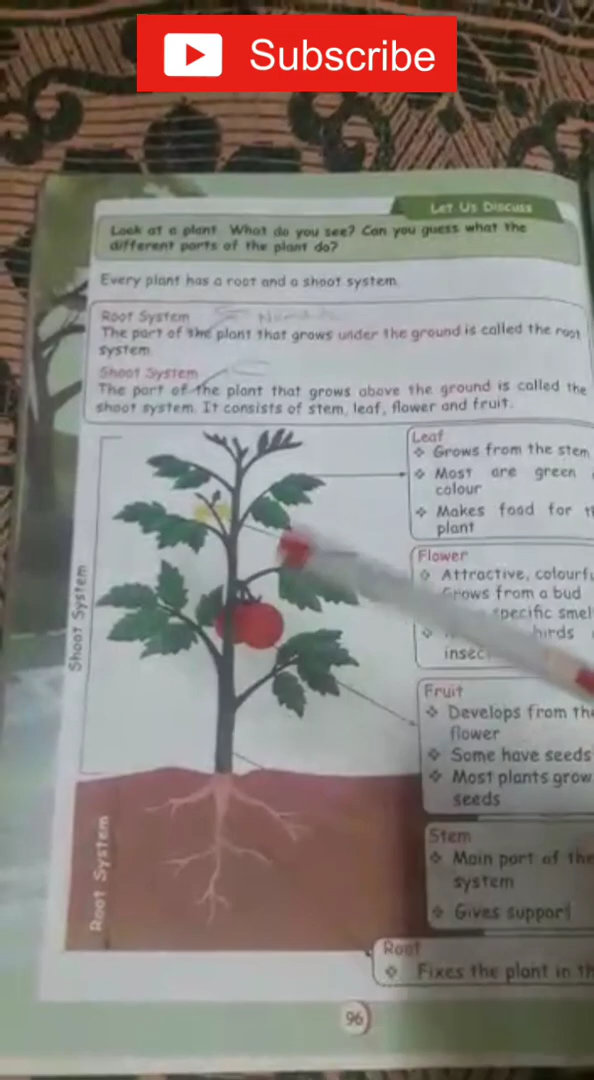 Subscribe
Let Us Discuss
Look at a plant. What do you see? Can you guess what the
different parts of the plant do?
Every plant has a root and a shoot system.
Root System
The part of the plant that grows under the ground is called the root
system
Shoot System
The part of the plant that grows above the ground is called the
shoot system. It consists of stem, leaf, flower and fruit.
Leaf
❖ Grows from the stem
❖ Most are green
colour
❖ Makes food for
plant
Flower
❖ Attractive,
Grows from a bud
specific
❖ birds
Fruit
❖ Develops from
flower
❖ Some have seeds
❖ Most plants grow
seeds
Stem
❖ Main part of the
system
❖ Gives support
Root
❖ Fixes the plant in
Shoot System
Root System
96